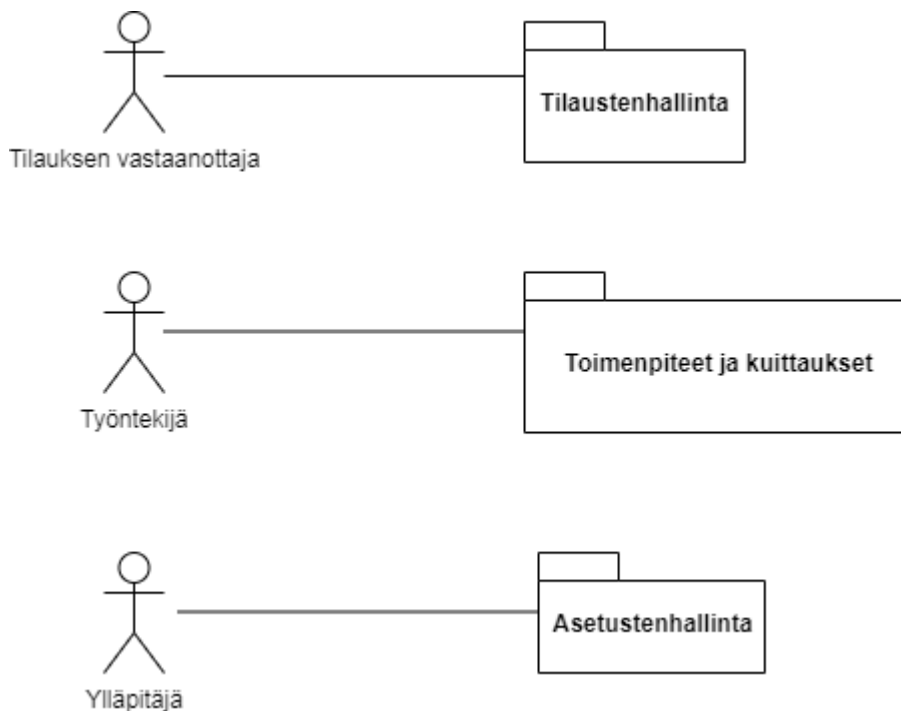 Tilaustenhallinta
Tilauksen vastaanottaja
Toimenpiteet ja kuittaukset
Työntekijä
Asetustenhallinta
Ylläpitäjä